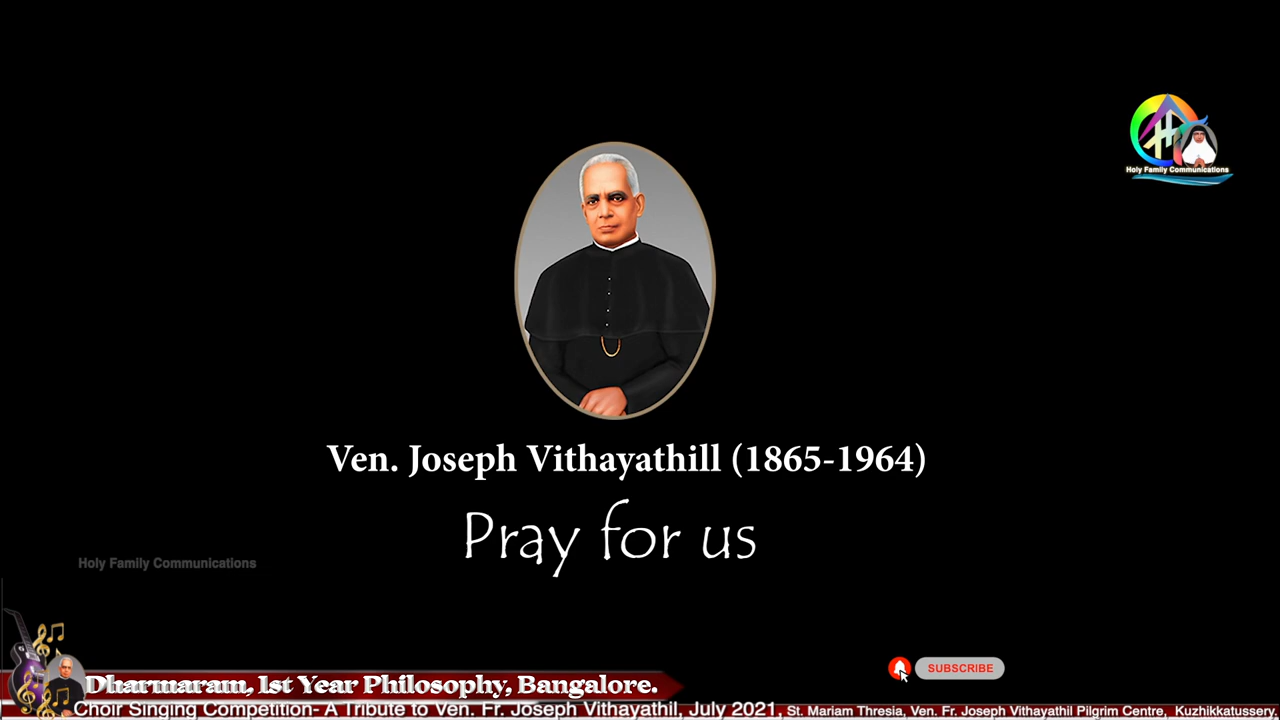 Holy Family Communications
Ven. Joseph Vithayathill (1865-1964)
Pray for us
Holy Family Communications
SUBSCRIBE
Dharmaram, 1st Year Philosophy, Bangalore.
Choir Singing Competition- A Tribute to Ven. Fr. Joseph Vithayathil, July 2021, St. Mariam Thresia, Ven. Fr. Joseph Vithayathil Pilgrim Centre, Kuzhikkatussery.